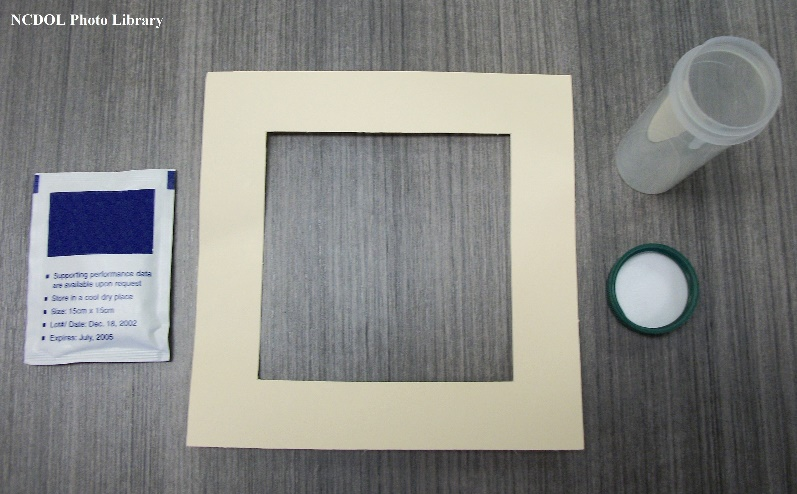 NCDOL Photo Library
Supporting performance data
are available upon request
Store in a cool dry place
Size: 15cm x 15cm
Lot#/ Date: Dec. 18, 2002
Expires: July, 2005